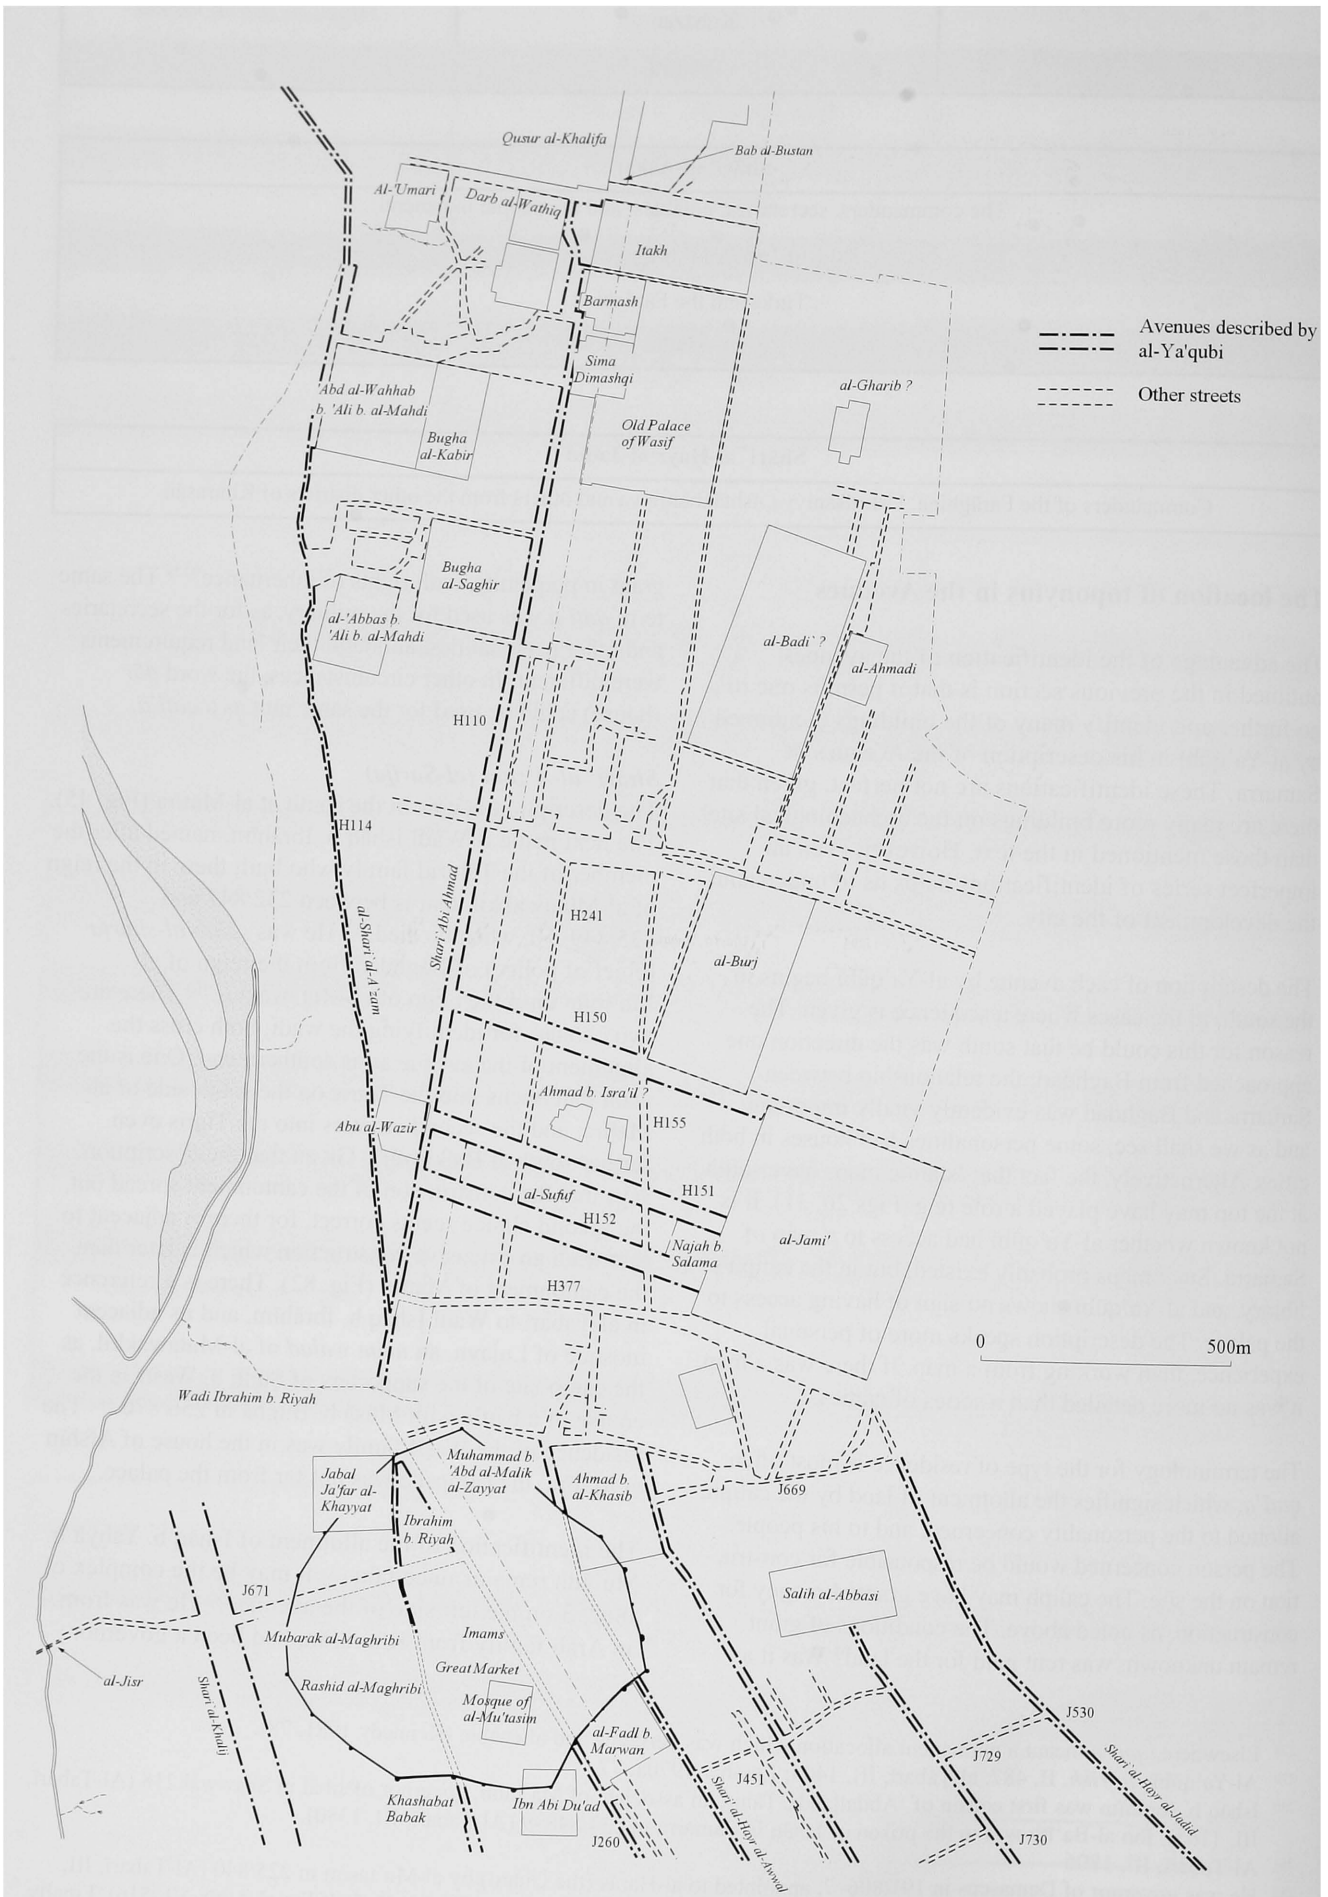 Qusur al-Khalifa
Bab al-Bustan
Al-'Umari
Darb al-Wathiq
Itakh
Barmash
Avenues described by
al-Ya'qubi
Other streets
Sima
Dimashqi
al-Gharib ?
'Abd al-Wahhab
b. 'Ali b. al-Mahdi
Bugha
al-Kabir
Old Palace
of Wasif
Bugha
al-Saghir
al-'Abbas b.
'Ali b. al-Mahdi
al-Badi' ?
al-Ahmadi
H110
H114
al-Shari' al-A'zam
Shari' Abi Ahmad
H241
al-Burj
H150
Ahmad b. Isra'il ?
Abu al-Wazir
H155
al-Sufuf
H151
H152
Najah b.
Salama
al-Jami'
H377
0
500m
Wadi Ibrahim b. Riyah
Jabal
Ja'far al-
Khayyat
Muhammad b.
'Abd al-Malik
al-Zayyat
Ahmad b.
al-Khasib
J669
Ibrahim
b. Riyah
J671
Salih al-Abbasi
Mubarak al-Maghribi
Imams
Great Market
al-Jisr
Rashid al-Maghribi
Mosque of
al-Mu'tasim
al-Fadl b.
Marwan
Shari' al-Khalij
J530
J729
J451
Khashabat
Babak
Ibn Abi Du'ad
J260
Shari' al-Hayr al-Awwal
J730
Shari' al-Hayr al-Jadid